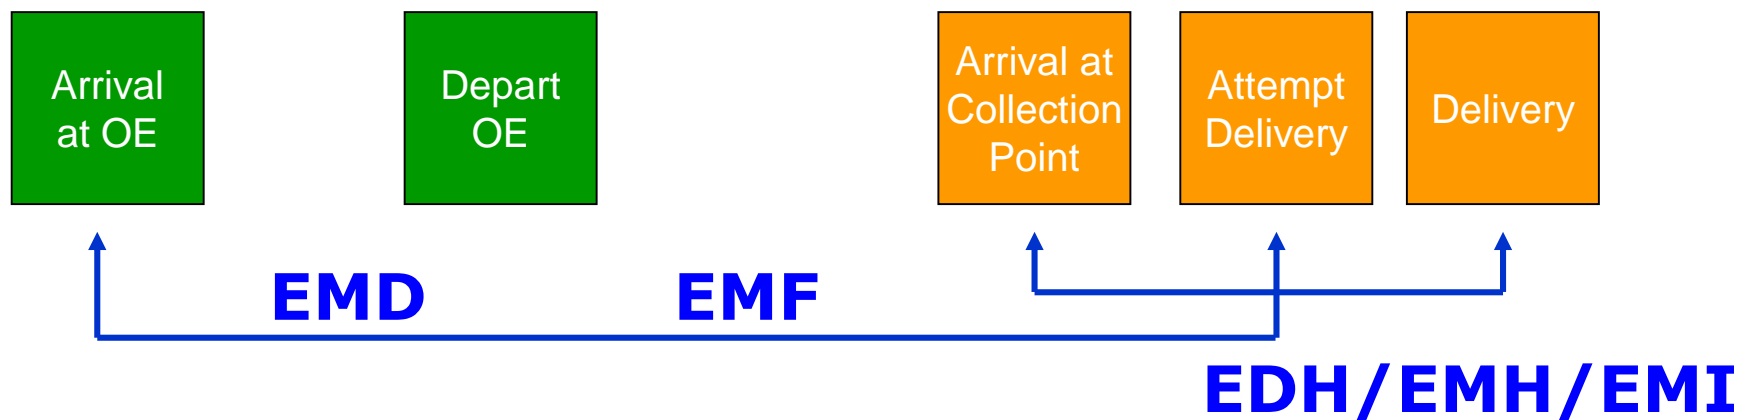 Arrival
at OE
Depart
OE
Arrival at
Collection
Point
Attempt
Delivery
Delivery
EMD
EMF
EDH/EMH/EMI